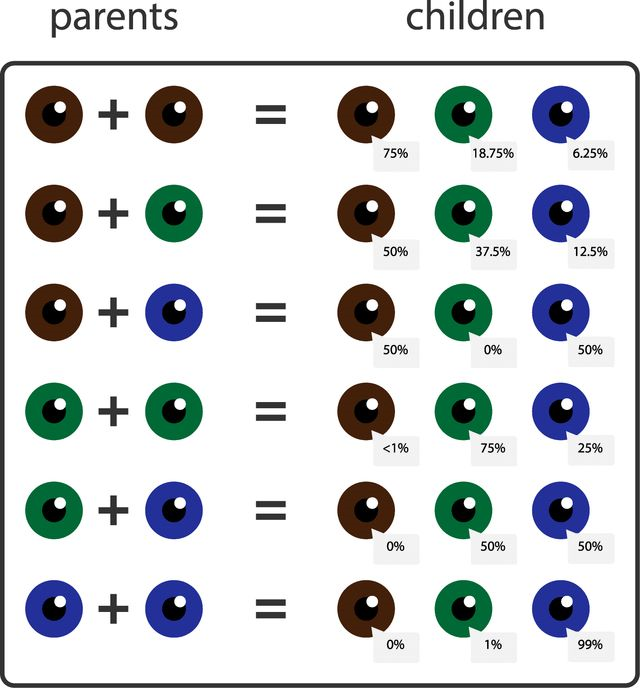 parents children
+ =
75% 18.75% 6.25%
+ =
50% 37.5% 12.5%
+ =
50% 0% 50%
+ =
<1% 75% 25%
+ =
0% 50% 50%
+ =
0% 1% 99%